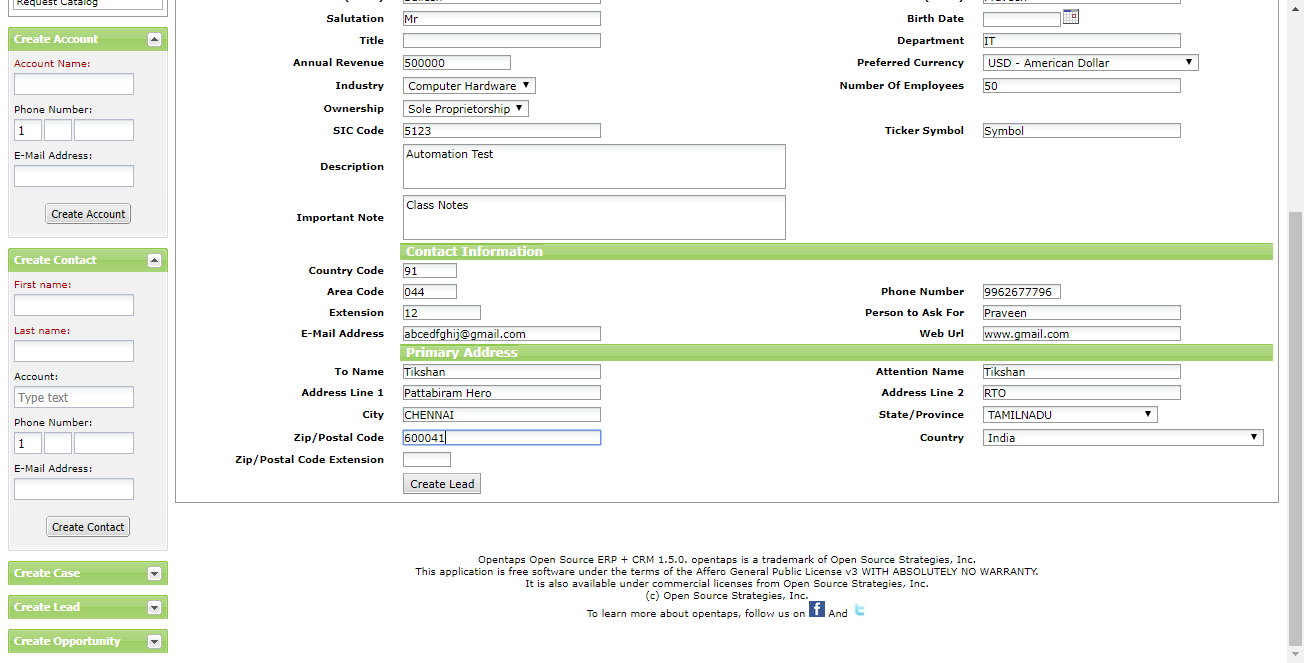 Request Catalog
Create Account
Account Name:
Phone Number:
1
E-Mail Address:
Create Account
Create Contact
First name:
Last name:
Account:
Type text
Phone Number:
1
E-Mail Address:
Create Contact
Create Case
Create Lead
Create Opportunity
Salutation Mr Birth Date
Title Department IT
Annual Revenue 500000 Preferred Currency USD - American Dollar
Industry Computer Hardware Number Of Employees 50
Ownership Sole Proprietorship
SIC Code 5123 Ticker Symbol Symbol
Description Automation Test
Important Note Class Notes
Contact Information
Country Code 91
Area Code 044 Phone Number 9962677796
Extension 12 Person to Ask For Praveen
E-Mail Address abcedfghij@gmail.com Web Url www.gmail.com
Primary Address
To Name Tikshan Attention Name Tikshan
Address Line 1 Pattabiram Hero Address Line 2 RTO
City CHENNAI State/Province TAMILNADU
Zip/Postal Code 600041 Country India
Zip/Postal Code Extension
Create Lead
Opentaps Open Source ERP + CRM 1.5.0. opentaps is a trademark of Open Source Strategies, Inc.
This application is free software under the terms of the Affero General Public License v3 WITH ABSOLUTELY NO WARRANTY.
It is also available under commercial licenses from Open Source Strategies, Inc.
(c) Open Source Strategies, Inc.
To learn more about opentaps, follow us on f And t